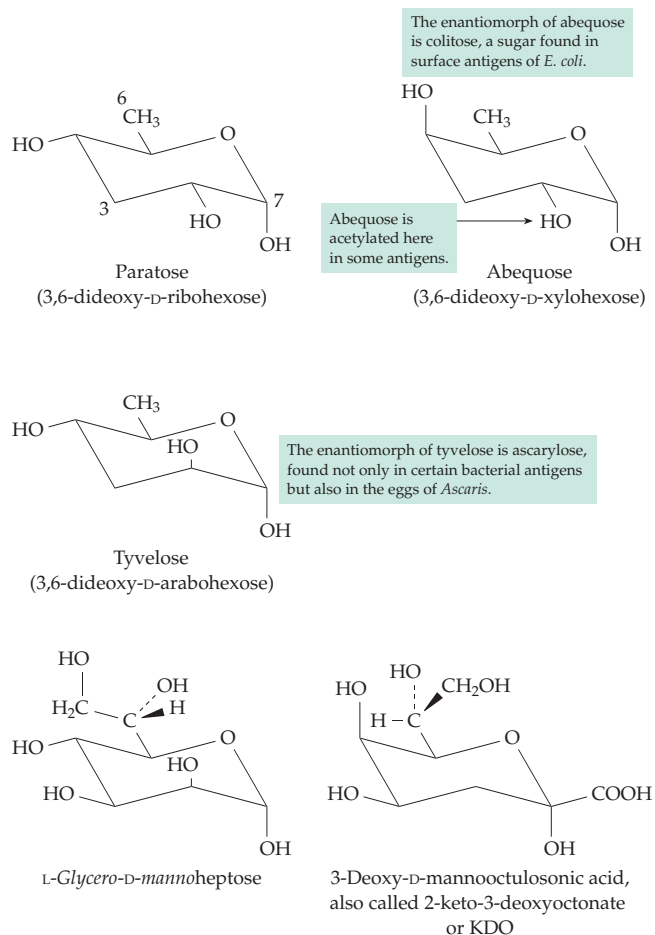 The enantiomorph of abequose
is colitose, a sugar found in
surface antigens of E. coli.
6
CH3
HO
O
3
HO
7
OH
Paratose
(3,6-dideoxy-D-ribohexose)
HO
CH3
O
HO
OH
Abequose is
acetylated here
in some antigens.
Abequose
(3,6-dideoxy-D-xylohexose)
CH3
HO
O
HO
OH
The enantiomorph of tyvelose is ascarylose,
found not only in certain bacterial antigens
but also in the eggs of Ascaris.
Tyvelose
(3,6-dideoxy-D-arabohexose)
HO
OH
H2C
C
H
HO
O
HO
HO
OH
L-Glycero-D-mannoheptose
HO
HO
CH2OH
H
C
O
HO
COOH
OH
3-Deoxy-D-mannooctulosonic acid,
also called 2-keto-3-deoxyoctonate
or KDO